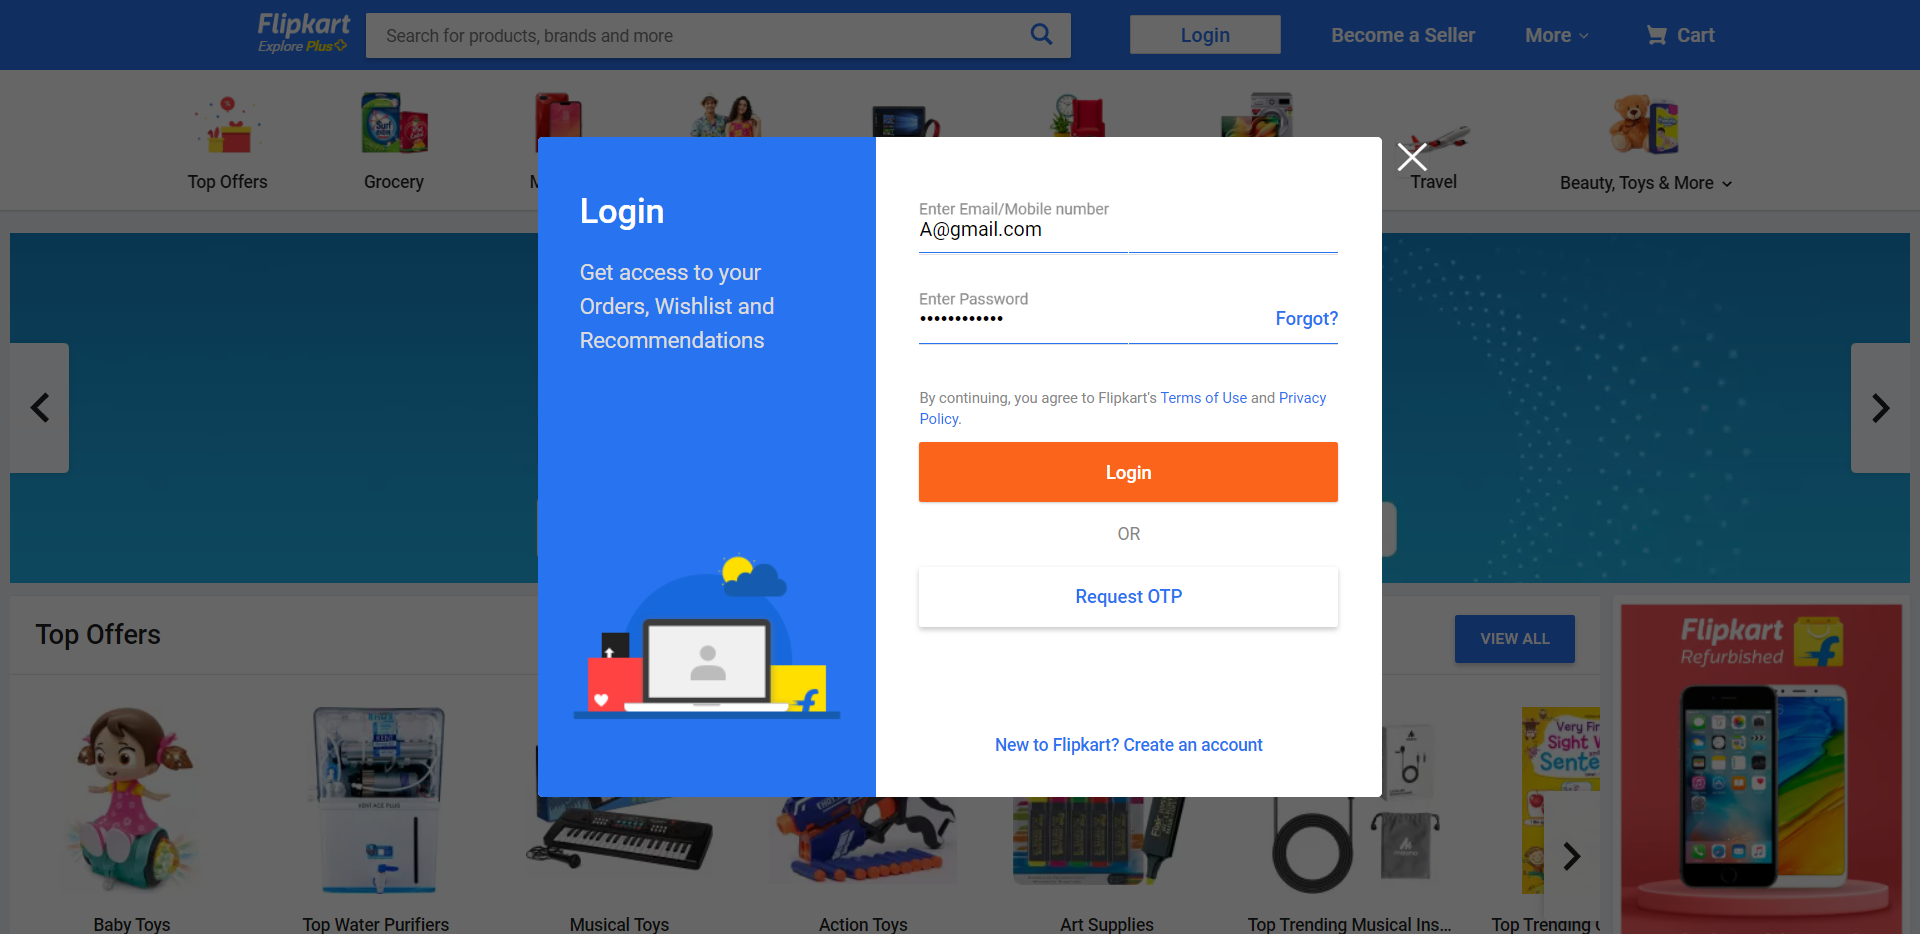 Flipkart
Explore Plus
Search for products, brands and more
Login
Become a Seller
More
Cart
Top Offers
Grocery
Travel
Beauty, Toys & More
Login
Get access to your
Orders, Wishlist and
Recommendations
Enter Email/Mobile number
A@gmail.com
Enter Password
••••••••••••
Forgot?
By continuing, you agree to Flipkart's Terms of Use and Privacy
Policy.
Login
OR
Request OTP
New to Flipkart? Create an account
Top Offers
VIEW ALL
Flipkart
Refurbished
Surf
Very Fir
Sight W
Sente
Baby Toys
Top Water Purifiers
Musical Toys
Action Toys
Art Supplies
Top Trending Musical Ins...
Top Trending